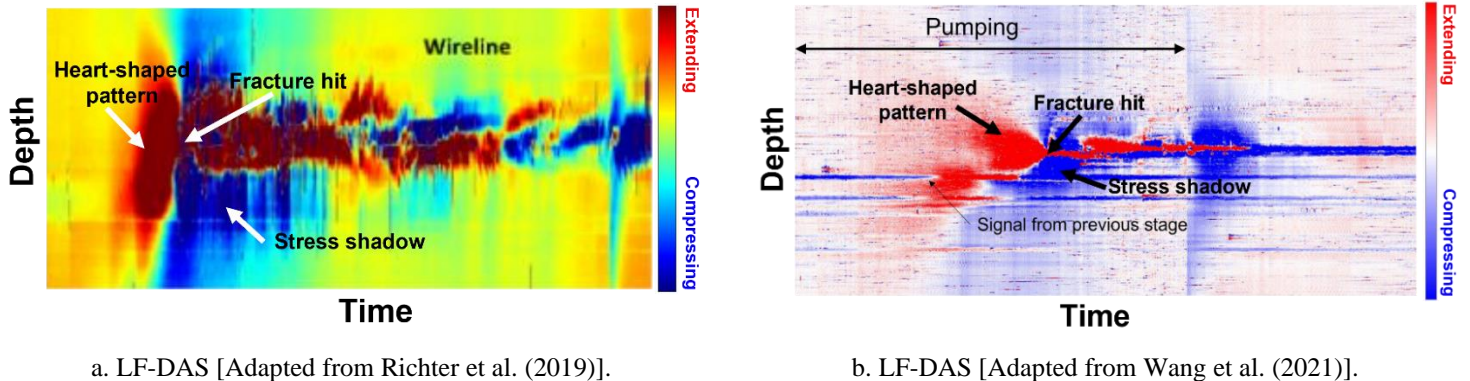 Depth
Wireline
Heart-shaped
pattern
Fracture hit
Stress shadow
Time
Extending
Compressing
a. LF-DAS [Adapted from Richter et al. (2019)].
Depth
Pumping
Heart-shaped
pattern
Fracture hit
Stress shadow
Signal from previous stage
Time
Extending
Compressing
b. LF-DAS [Adapted from Wang et al. (2021)].